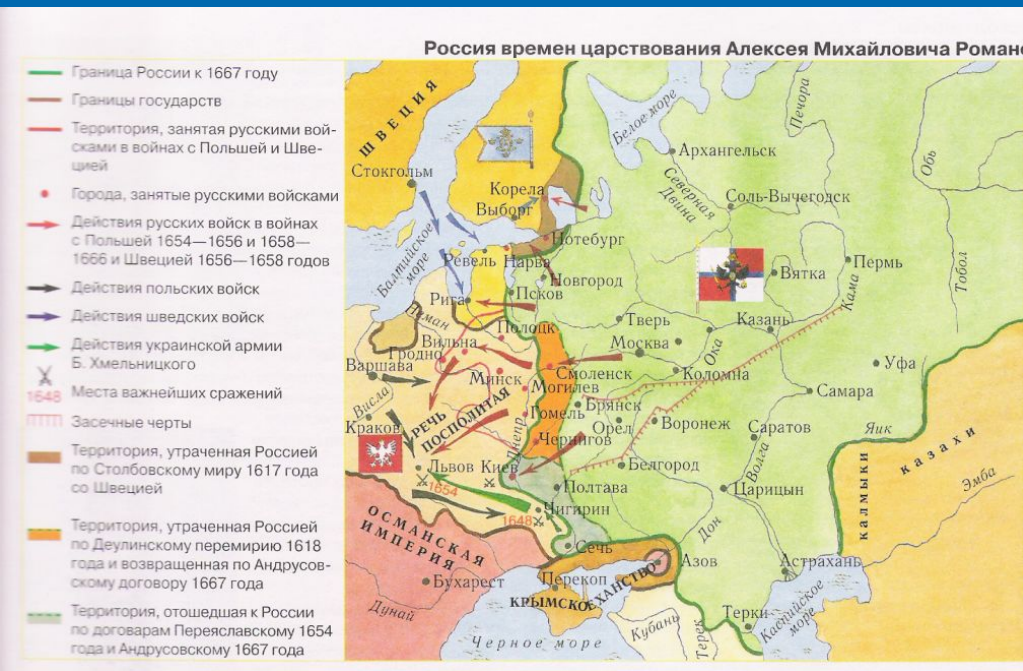 Россия времен царствования Алексея Михайловича Романо
Граница России к 1667 году
Границы государств
Территория, занятая русскими вой-
сками в войнах с Польшей и Шве-
цией
Города, занятые русскими войсками
Действия русских войск в войнах
с Польшей 1654—1656 и 1658—
1666 и Швецией 1656—1658 годов
Действия польских войск
Действия шведских войск
Действия украинской армии
Б. Хмельницкого
1648 Места важнейших сражений
Засечные черты
Территория, утраченная Россией
по Столбовскому миру 1617 года
со Швецией
Территория, утраченная Россией
по Деулинскому перемирию 1618
года и возвращенная по Андрусов-
скому договору 1667 года
Территория, отошедшая к России
по договарам Переяславскому 1654
года и Андрусовскому 1667 года
ШВЕЦИЯ
Белое море
Печора
Обь
Архангельск
Стокгольм
Корела
Выборг
Северная
Двина
Соль-Вычегодск
Нотебург
Балтийское
море
Ревель
Нарва
Новгород
Вятка
Пермь
Тобол
Кама
Рига
Псков
Неман
Полоцк
Тверь
Казань
Вильна
Гродно
Москва
Ока
Варшава
Минск
Смоленск
Могилев
Коломна
Уфа
Самара
Висла
РЕЧЬ
ПОСПОЛИТАЯ
Гомель
Брянск
Краков
Днепр
Орел
Воронеж
Саратов
Яик
Чернигов
Волга
Львов
Киев
Белгород
1654
Полтава
Царицын
калмыки
казахи
Эмба
1648
Чигирин
Дон
ОСМАНСКАЯ
ИМПЕРИЯ
Сечь
Азов
Астрахань
Бухарест
Перекоп
КРЫМСКОЕ ХАНСТВО
Дунай
Черное море
Кубань
Терек
Терки
Каспийское
море